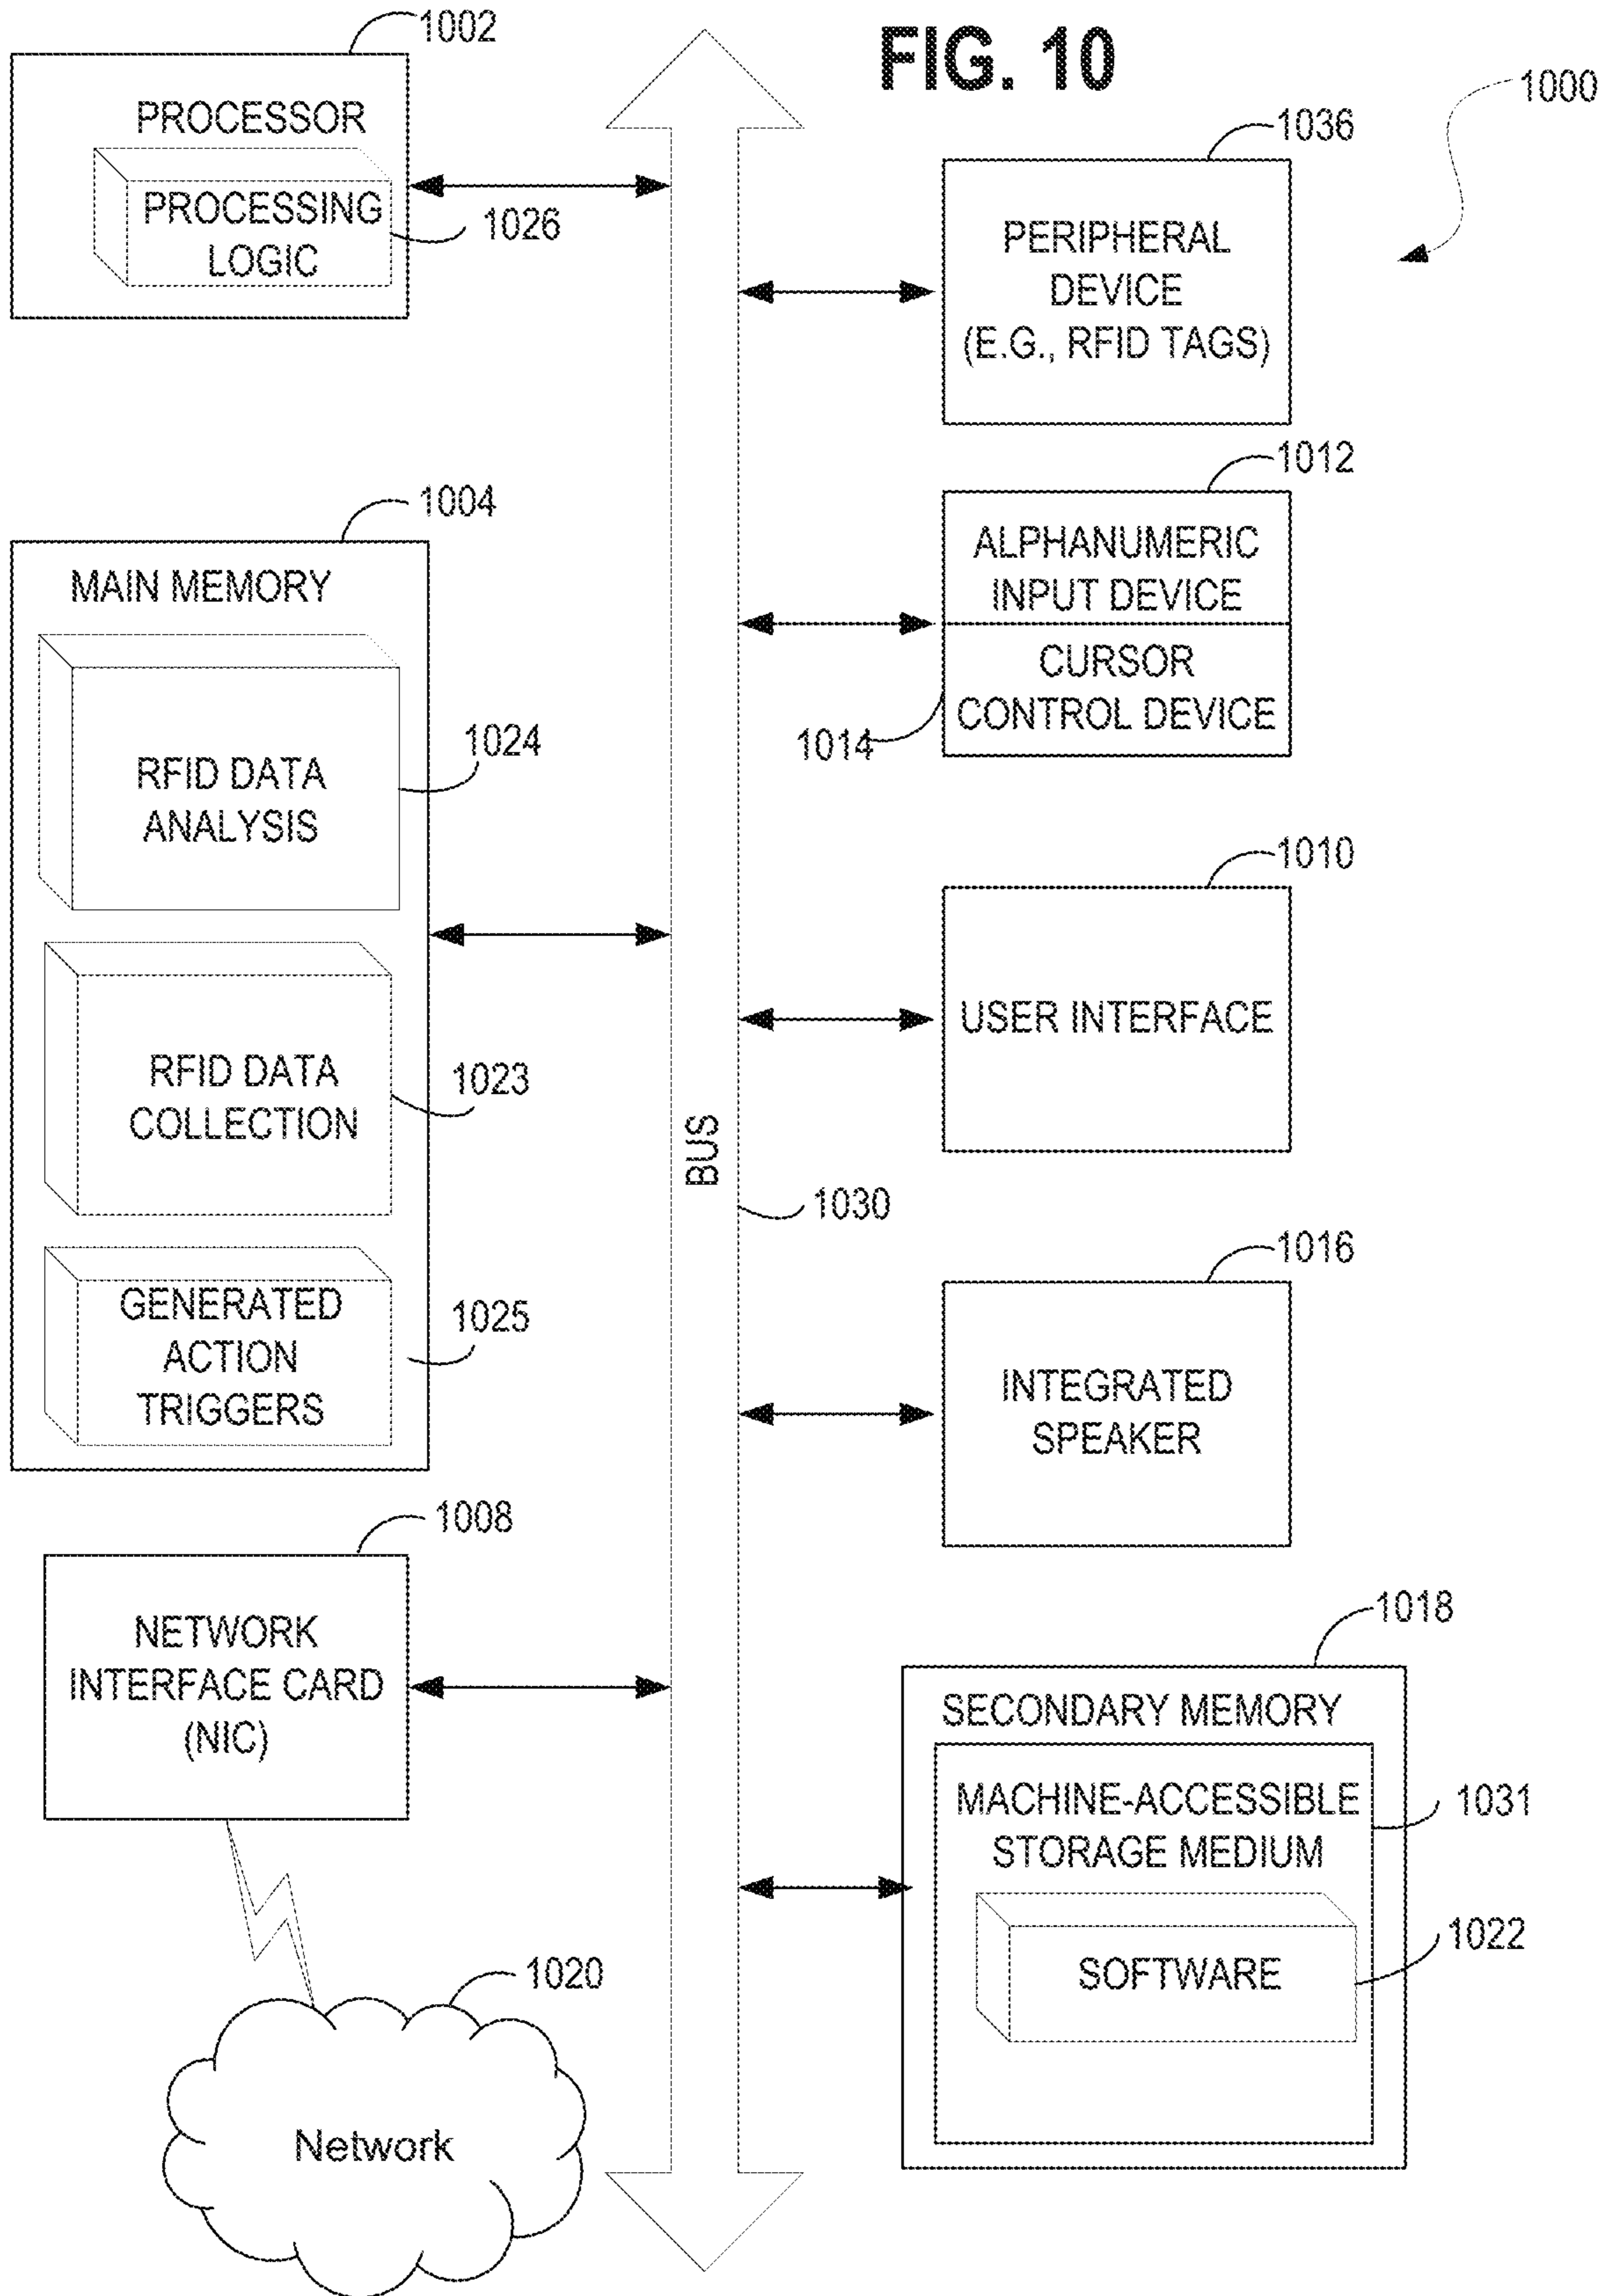 FIG. 10
1000
1002
PROCESSOR
PROCESSING
LOGIC
1026
1004
MAIN MEMORY
RFID DATA
ANALYSIS
1024
RFID DATA
COLLECTION
1023
GENERATED
ACTION
TRIGGERS
1025
1008
NETWORK
INTERFACE CARD
(NIC)
1020
Network
BUS
1030
1036
PERIPHERAL
DEVICE
(E.G., RFID TAGS)
1012
ALPHANUMERIC
INPUT DEVICE
CURSOR
CONTROL DEVICE
1014
1010
USER INTERFACE
1016
INTEGRATED
SPEAKER
1018
SECONDARY MEMORY
MACHINE-ACCESSIBLE
STORAGE MEDIUM
1031
SOFTWARE
1022